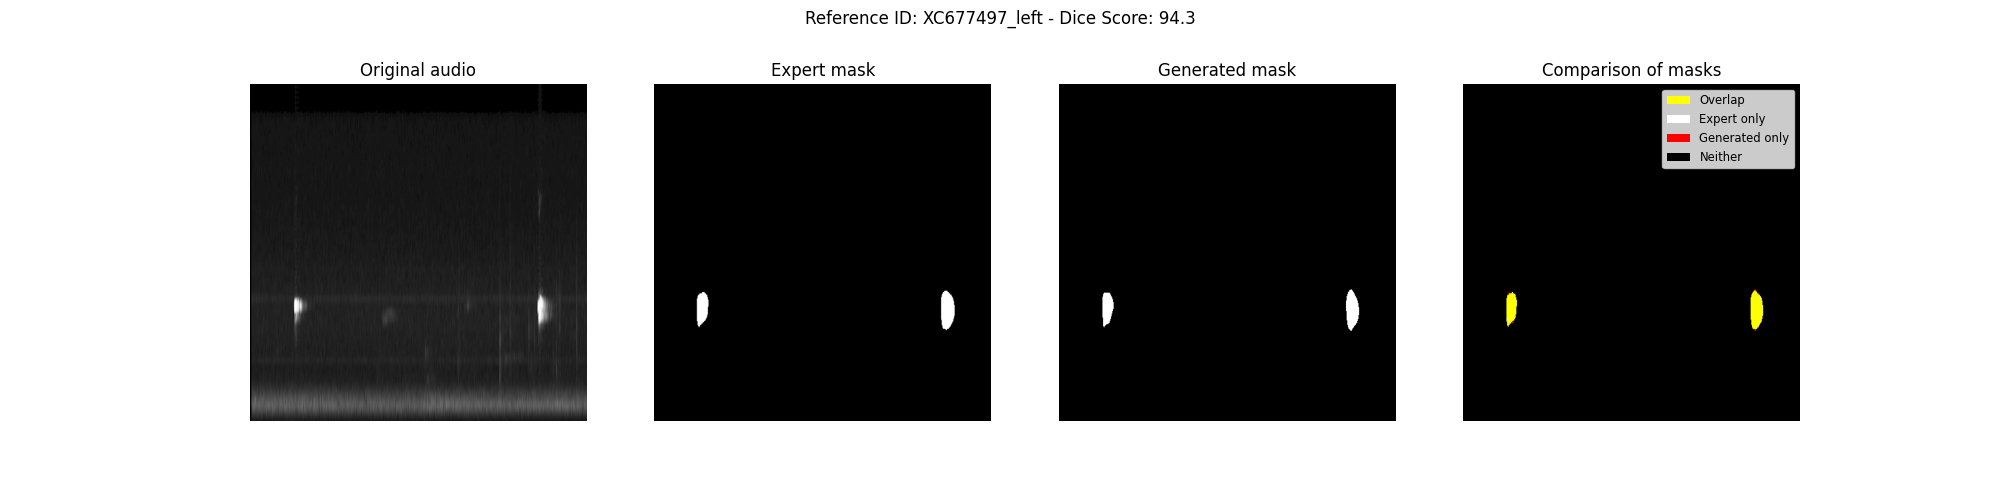 Reference ID: XC677497_left - Dice Score: 94.3
Original audio
Expert mask
Generated mask
Comparison of masks
Overlap
Expert only
Generated only
Neither